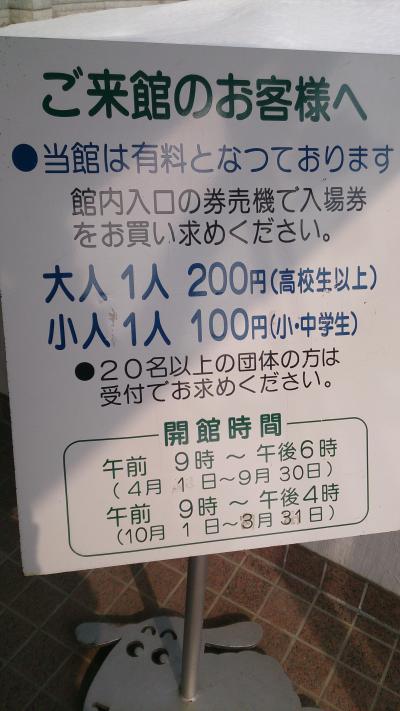 ご来館のお客様へ
●当館は有料となつております
館内入口の券売機で入場券
をお買い求めください。
大人 1人 200円(高校生以上)
小人 1人 100円(小・中学生)
●20名以上の団体の方は
受付でお求めください。
開館時間
午前 9時 ～ 午後6時
(4月 1日～9月30日)
午前 9時 ～ 午後4時
(10月 1日～3月31日)